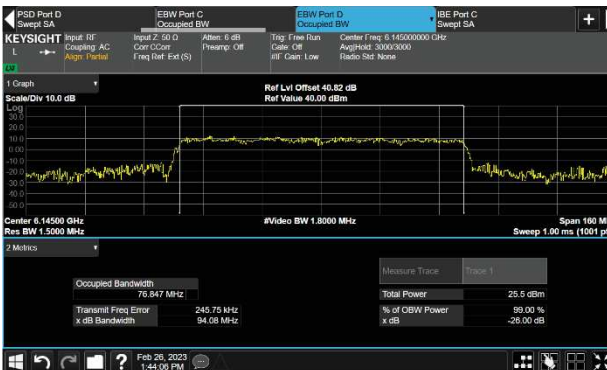 PSD Port D
Swept SA
EBW Port C
Occupied BW
EBW Port D
Occupied BW
IBE Port C
Swept SA
KEYSIGHT
L
Input: RF
Coupling: AC
Align: Partial
Input Z: 50 Ω
Corr CCorr
Freq Ref: Ext (S)
Atten: 6 dB
Preamp: Off
Trig: Free Run
Gate: Off
#IF Gain: Low
Center Freq: 6.145000000 GHz
Avg|Hold: 3000/3000
Radio Std: None
1 Graph
Scale/Div 10.0 dB
Ref Lvl Offset 40.82 dB
Ref Value 40.00 dBm
Log
30.0
20.0
10.0
0.00
-10.0
-20.0
-30.0
-40.0
-50.0
Center 6.14500 GHz
Res BW 1.5000 MHz
#Video BW 1.8000 MHz
Span 160 M
Sweep 1.00 ms (1001 pt
2 Metrics
Measure Trace
Trace 1
Occupied Bandwidth
76.847 MHz
Total Power
25.5 dBm
Transmit Freq Error
245.75 kHz
% of OBW Power
99.00 %
x dB Bandwidth
94.08 MHz
x dB
-26.00 dB
?
Feb 26, 2023
1:44:06 PM